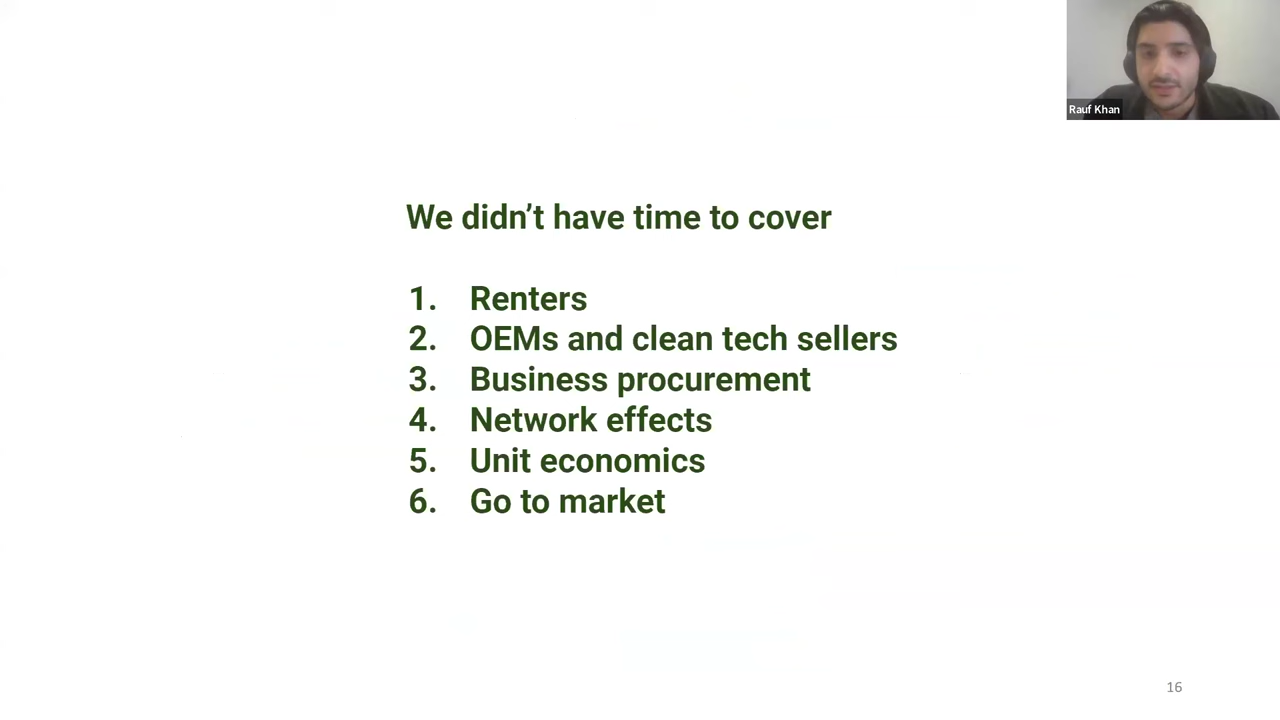 Rauf Khan
We didn’t have time to cover
1. Renters
2. OEMs and clean tech sellers
3. Business procurement
4. Network effects
5. Unit economics
6. Go to market
16